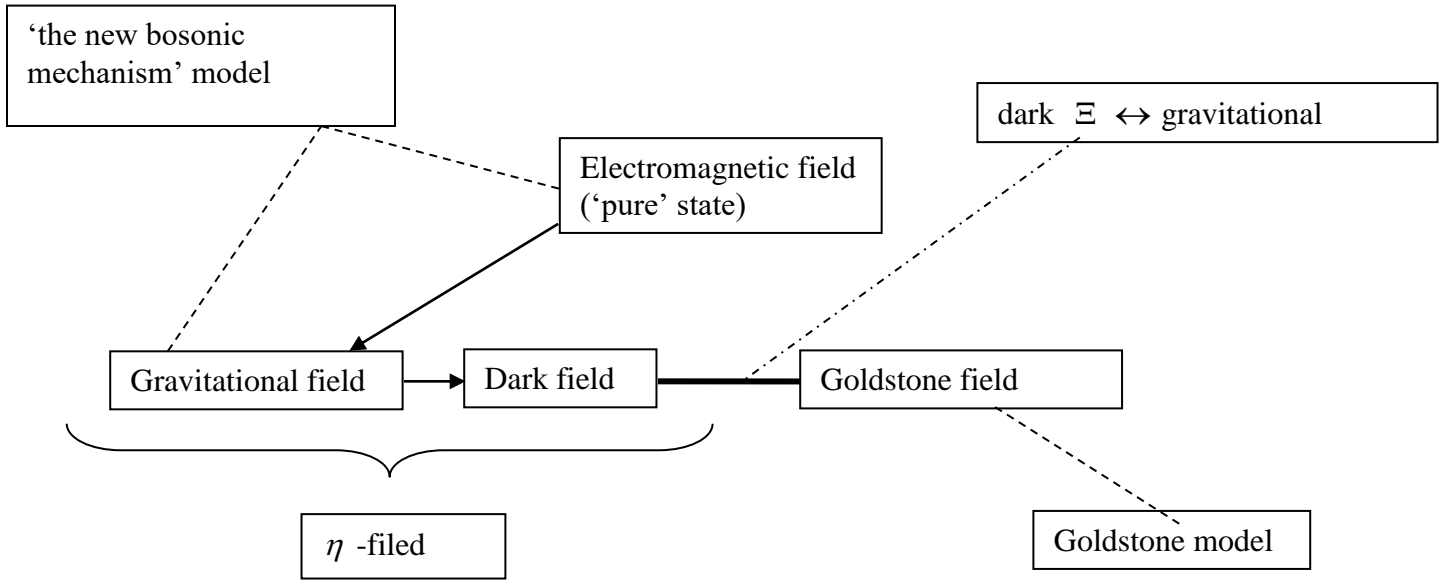 ‘the new bosonic
mechanism’ model
dark Ξ ↔ gravitational
Electromagnetic field
(‘pure’ state)
Gravitational field
Dark field
Goldstone field
η -filed
Goldstone model